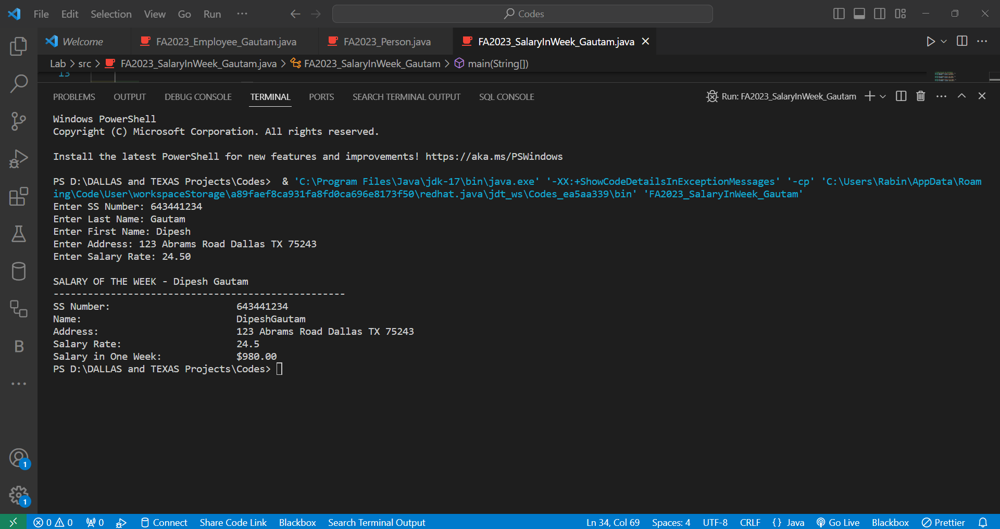 File Edit Selection View Go Run ··· Codes
Welcome FA2023_Employee_Gautam.java FA2023_Person.java FA2023_SalaryInWeek_Gautam.java
Lab > src > FA2023_SalaryInWeek_Gautam.java > FA2023_SalaryInWeek_Gautam > main(String[])
13
PROBLEMS OUTPUT DEBUG CONSOLE TERMINAL PORTS SEARCH TERMINAL OUTPUT SQL CONSOLE Run: FA2023_SalaryInWeek_Gautam
Windows PowerShell
Copyright (C) Microsoft Corporation. All rights reserved.
Install the latest PowerShell for new features and improvements! https://aka.ms/PSWindows
PS D:\DALLAS and TEXAS Projects\Codes>  & 'C:\Program Files\Java\jdk-17\bin\java.exe' '-XX:+ShowCodeDetailsInExceptionMessages' '-cp' 'C:\Users\Rabin\AppData\Roam
ing\Code\User\workspaceStorage\a89faef8ca931fa8fd0ca696e8173f50\redhat.java\jdt_ws\Codes_ea5aa339\bin' 'FA2023_SalaryInWeek_Gautam'
Enter SS Number: 643441234
Enter Last Name: Gautam
Enter First Name: Dipesh
Enter Address: 123 Abrams Road Dallas TX 75243
Enter Salary Rate: 24.50
SALARY OF THE WEEK - Dipesh Gautam
---------------------------------------------------
SS Number: 643441234
Name: DipeshGautam
Address: 123 Abrams Road Dallas TX 75243
Salary Rate: 24.5
Salary in One Week: $980.00
PS D:\DALLAS and TEXAS Projects\Codes>
B
1
1
0 0 0 Connect Share Code Link Blackbox Search Terminal Output Ln 34, Col 69 Spaces: 4 UTF-8 CRLF {} Java Go Live Blackbox Prettier